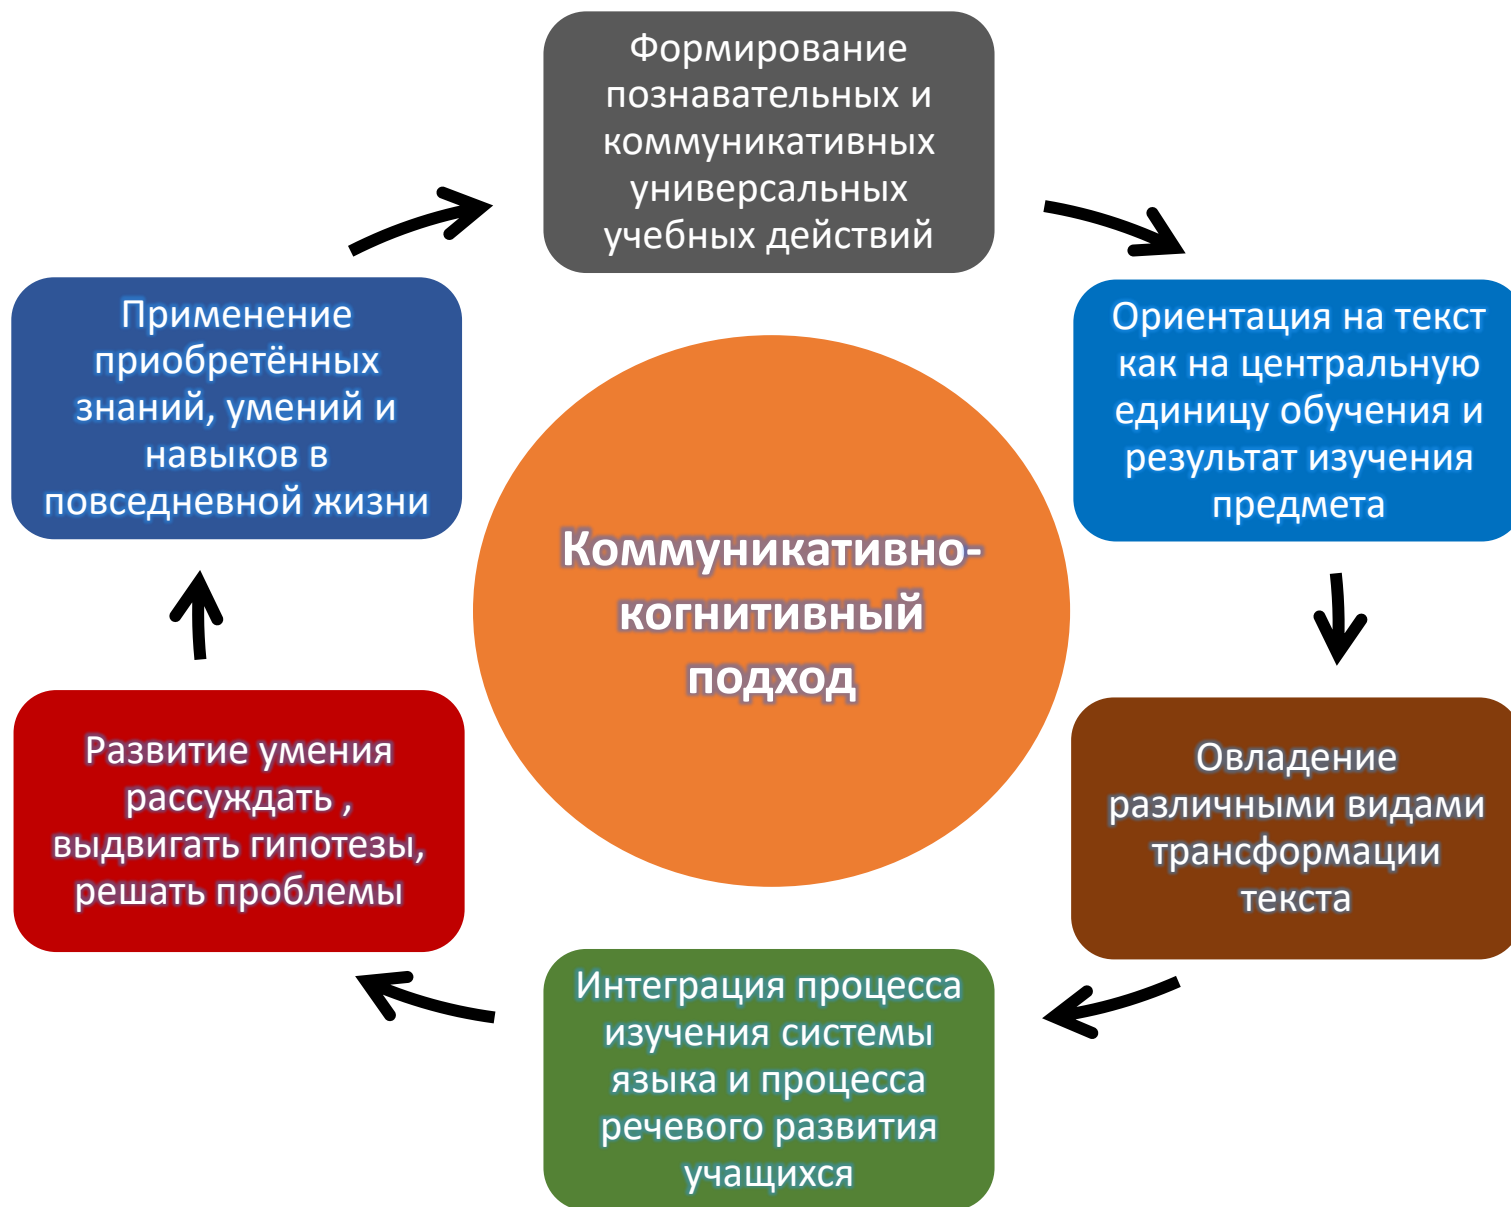 Формирование
познавательных и
коммуникативных
универсальных
учебных действий
Ориентация на текст
как на центральную
единицу обучения и
результат изучения
предмета
Овладение
различными видами
трансформации
текста
Интеграция процесса
изучения системы
языка и процесса
речевого развития
учащихся
Развитие умения
рассуждать ,
выдвигать гипотезы,
решать проблемы
Применение
приобретённых
знаний, умений и
навыков в
повседневной жизни
Коммуникативно-
когнитивный
подход